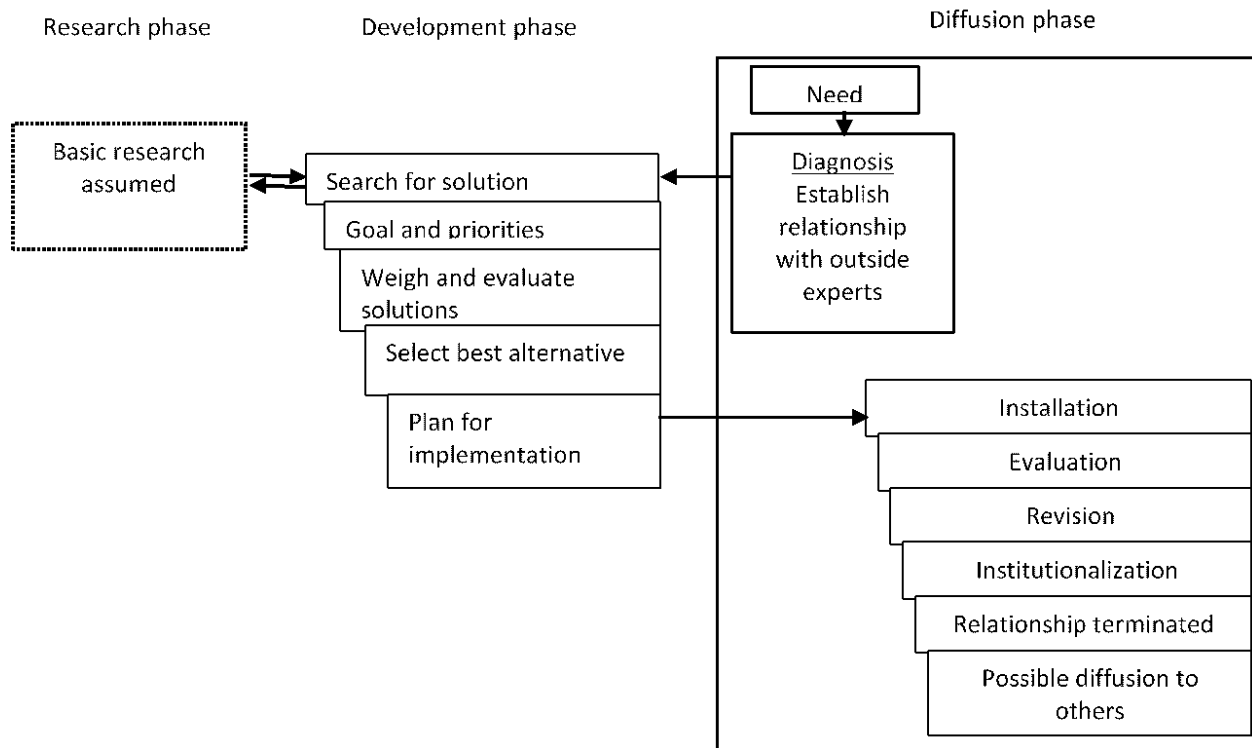 Research phase
Development phase
Diffusion phase
Need
Basic research
assumed
Search for solution
Goal and priorities
Weigh and evaluate
solutions
Select best alternative
Plan for
implementation
Diagnosis
Establish
relationship
with outside
experts
Installation
Evaluation
Revision
Institutionalization
Relationship terminated
Possible diffusion to
others